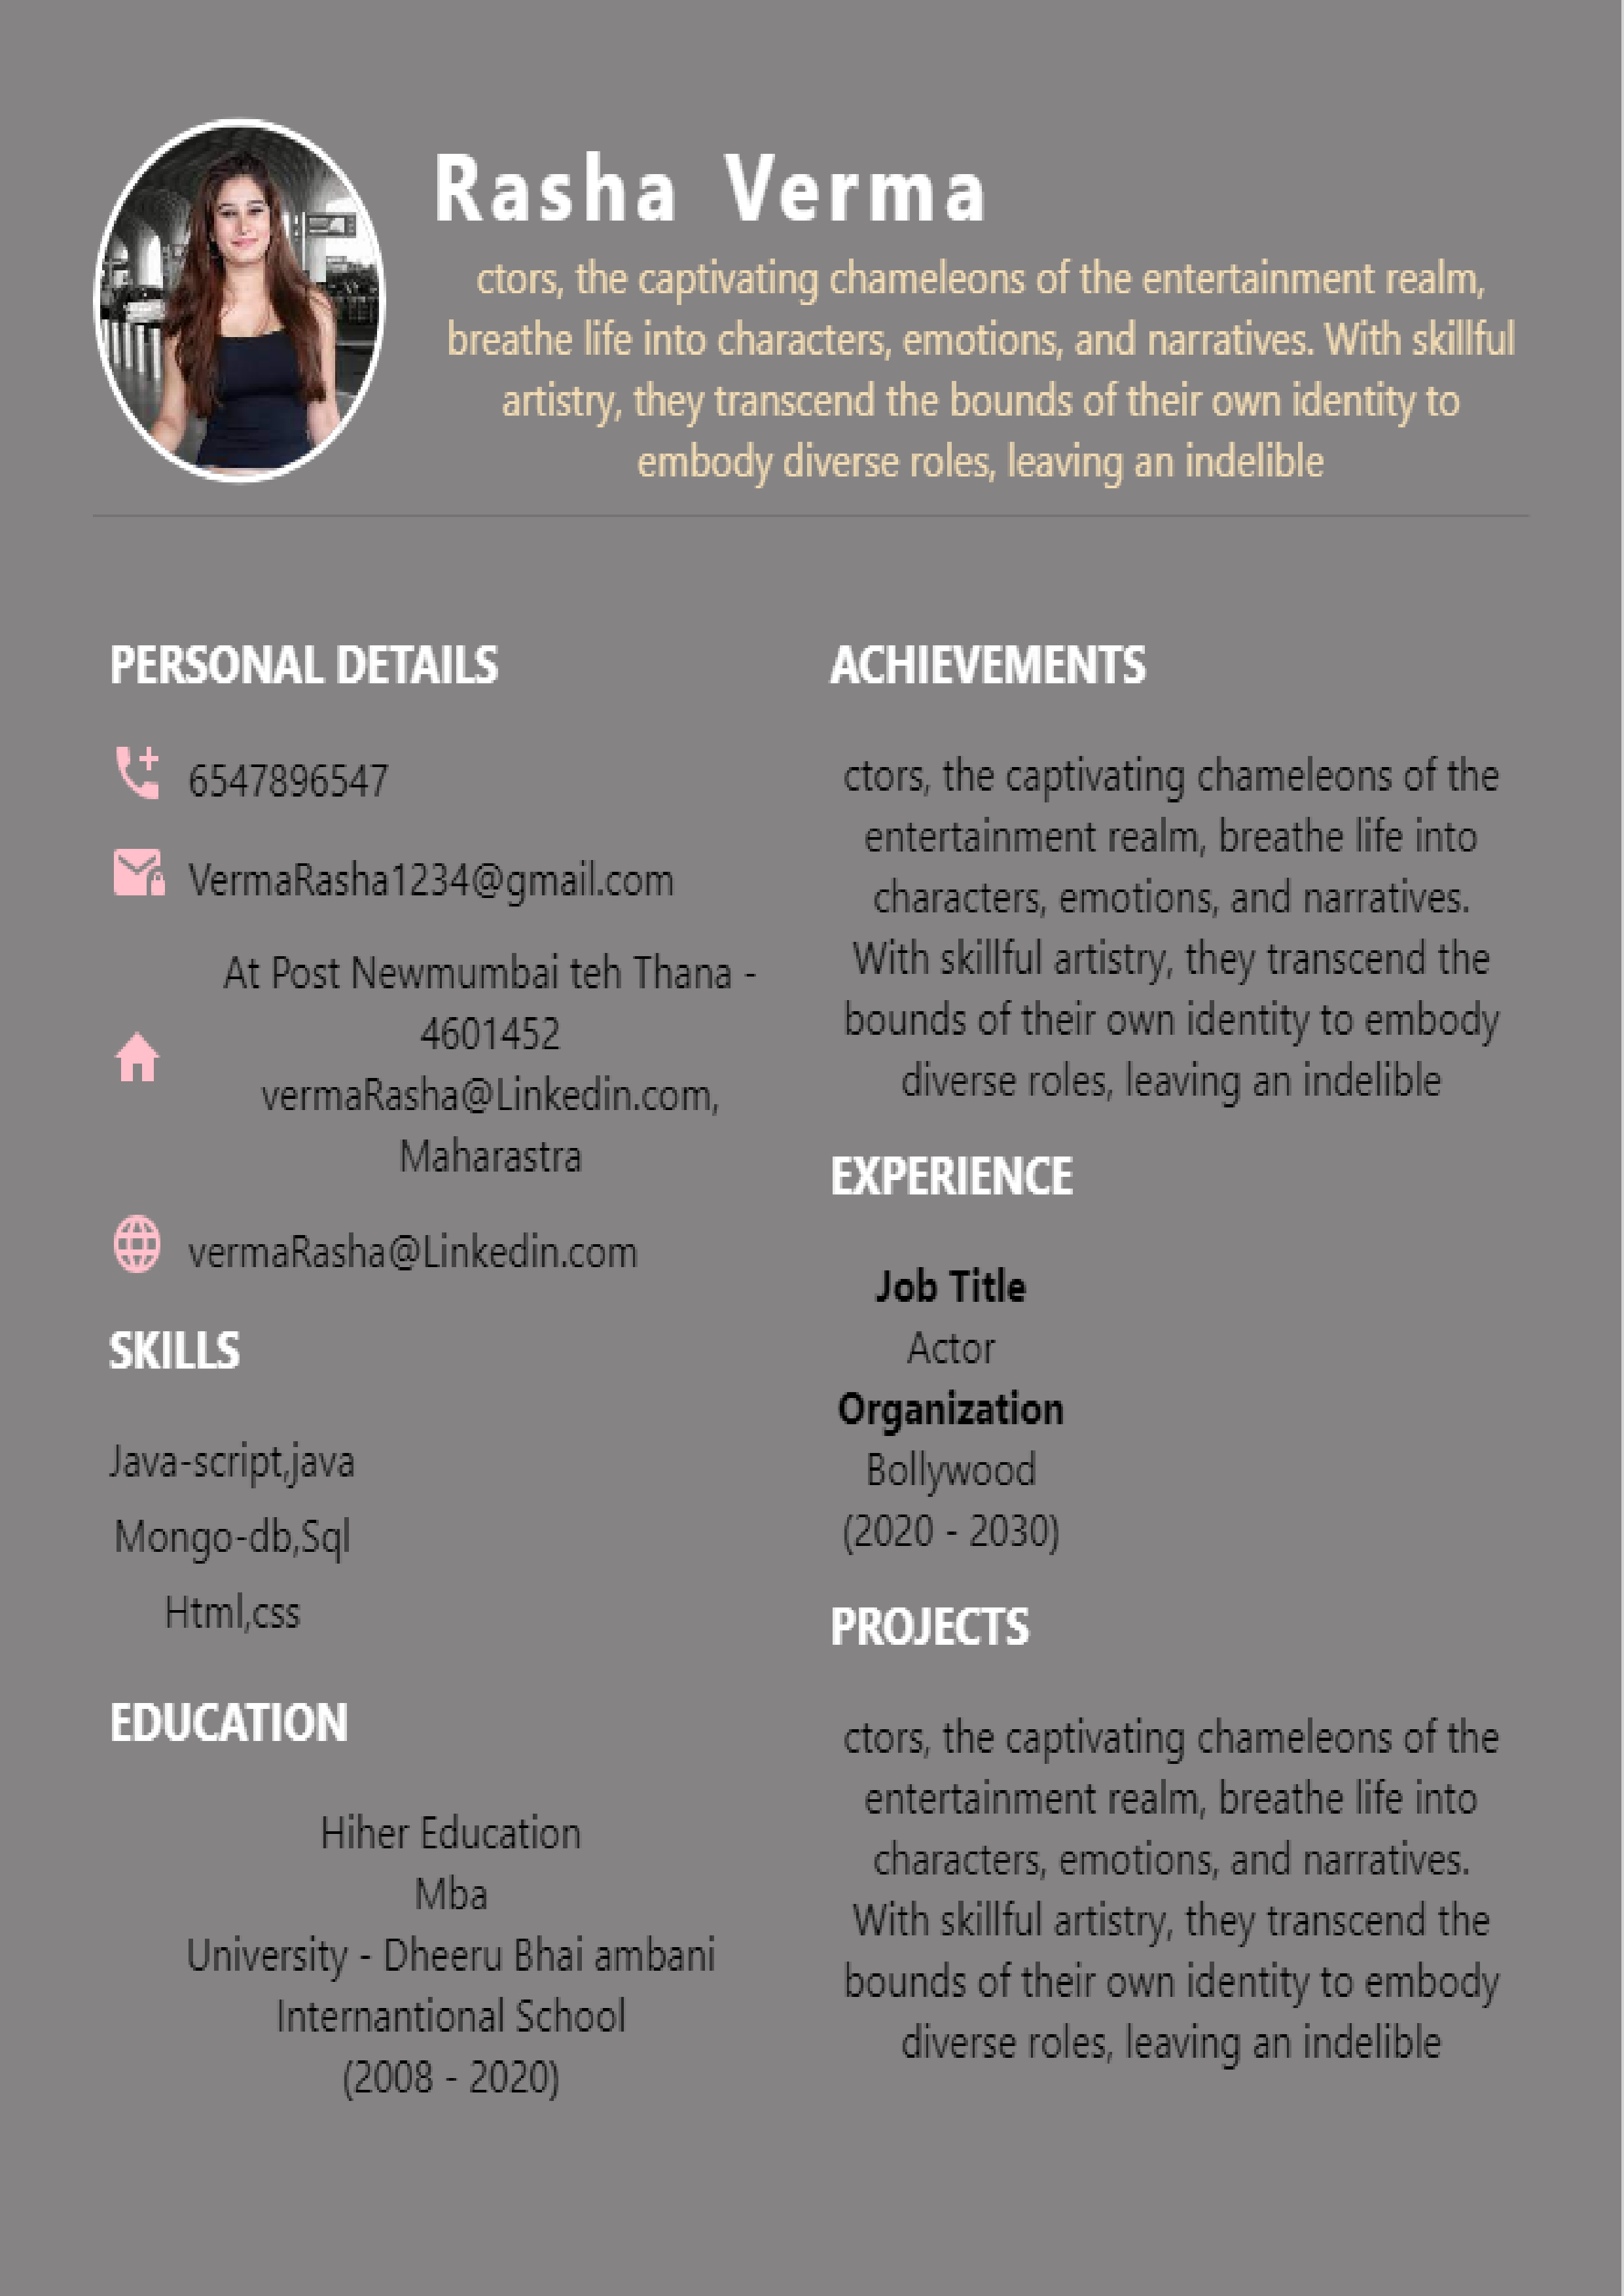 Rasha Verma
ctors, the captivating chameleons of the entertainment realm,
breathe life into characters, emotions, and narratives. With skillful
artistry, they transcend the bounds of their own identity to
embody diverse roles, leaving an indelible
PERSONAL DETAILS
6547896547
VermaRasha1234@gmail.com
At Post Newmumbai teh Thana -
4601452
vermaRasha@Linkedin.com,
Maharastra
vermaRasha@Linkedin.com
SKILLS
Java-script,java
Mongo-db,Sql
Html,css
EDUCATION
Hiher Education
Mba
University - Dheeru Bhai ambani
Internantional School
(2008 - 2020)
ACHIEVEMENTS
ctors, the captivating chameleons of the
entertainment realm, breathe life into
characters, emotions, and narratives.
With skillful artistry, they transcend the
bounds of their own identity to embody
diverse roles, leaving an indelible
EXPERIENCE
Job Title
Actor
Organization
Bollywood
(2020 - 2030)
PROJECTS
ctors, the captivating chameleons of the
entertainment realm, breathe life into
characters, emotions, and narratives.
With skillful artistry, they transcend the
bounds of their own identity to embody
diverse roles, leaving an indelible